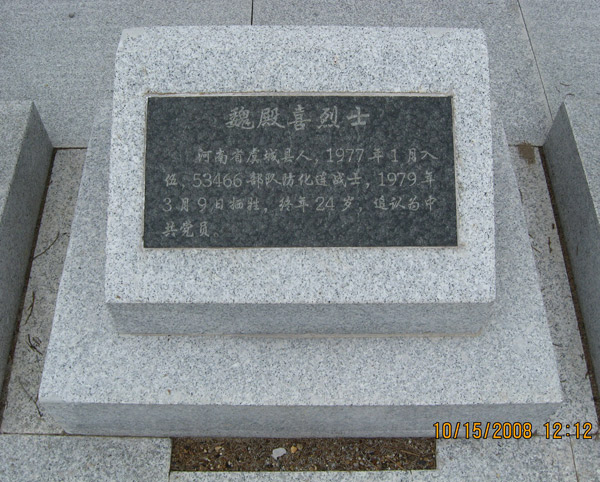 魏殿喜烈士
河南省虞城县人，1977年1月入
伍，53466部队防化连战士，1979年
3月9日牺牲，终年24岁，追认为中
共党员
10/15/2008 12:12